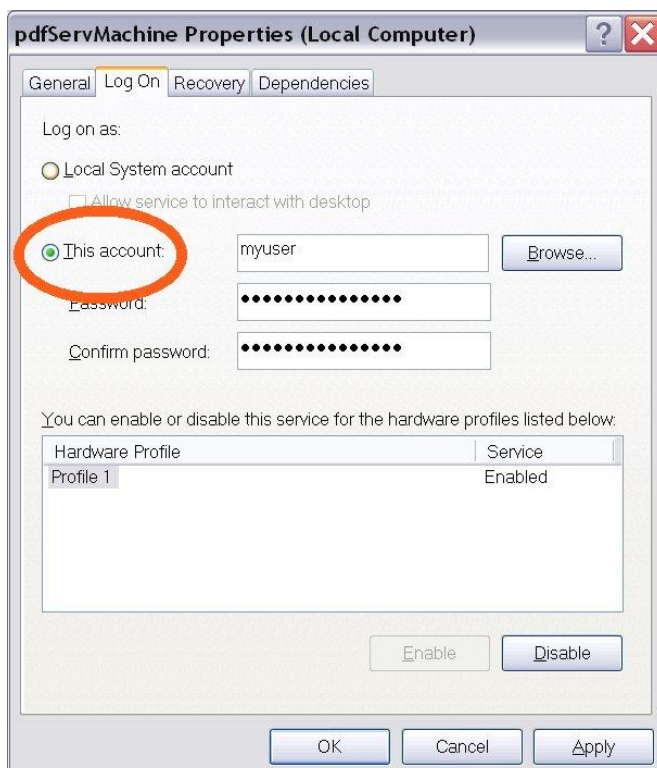 pdfServMachine Properties (Local Computer)
General Log On Recovery Dependencies
Log on as:
Local System account
Allow service to interact with desktop
This account: myuser Browse...
Password: •••••••••••••••
Confirm password: •••••••••••••••
You can enable or disable this service for the hardware profiles listed below:
Hardware Profile Service
Profile 1 Enabled
Enable Disable
OK Cancel Apply